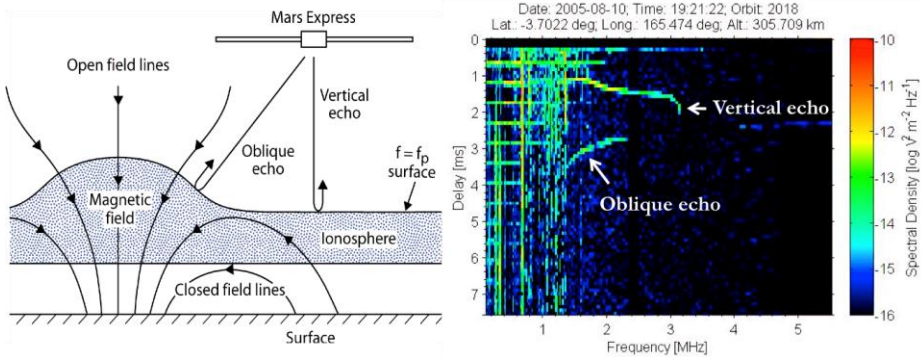 Mars Express
Open field lines
Vertical
echo
Oblique
echo
f = fp
surface
Magnetic
field
Ionosphere
Closed field lines
Surface
Date: 2005-08-10, Time: 19:21:22, Orbit: 2018
Lat.: -3.7022 deg; Long.: 165.474 deg, Alt.: 305.709 km
0
1
2
3
4
5
6
7
Delay [ms]
Vertical echo
Oblique echo
1 2 3 4 5
Frequency [MHz]
-10
-11
-12
-13
-14
-15
-16
Spectral Density [log V² m⁻² Hz⁻¹]